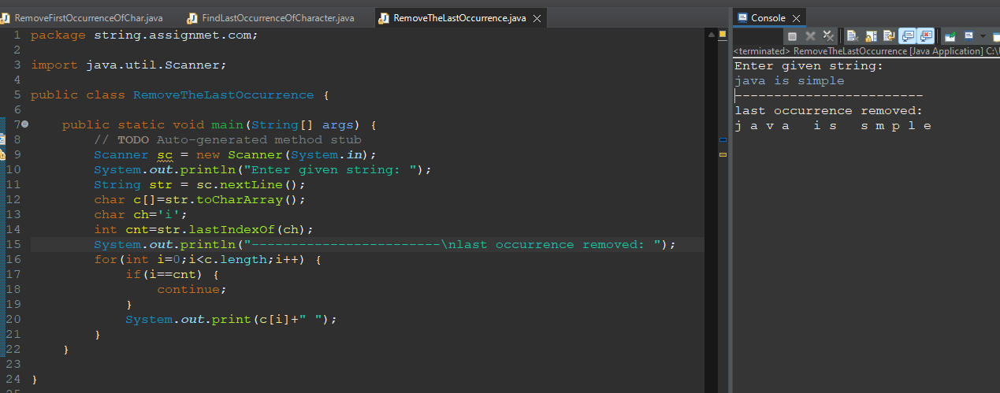 RemoveFirstOccurrenceOfChar.java FindLastOccurrenceOfCharacter.java RemoveTheLastOccurrence.java
1 package string.assignmet.com;
2
3 import java.util.Scanner;
4
5 public class RemoveTheLastOccurrence {
6
7 public static void main(String[] args) {
8 // TODO Auto-generated method stub
9 Scanner sc = new Scanner(System.in);
10 System.out.println("Enter given string: ");
11 String str = sc.nextLine();
12 char c[]=str.toCharArray();
13 char ch='i';
14 int cnt=str.lastIndexOf(ch);
15 System.out.println("------------------------\nlast occurrence removed: ");
16 for(int i=0;i<c.length;i++) {
17 if(i==cnt) {
18 continue;
19 }
20 System.out.print(c[i]+" ");
21 }
22 }
23
24 }
Console
<terminated> RemoveTheLastOccurrence [Java Application] C:\
Enter given string:
java is simple
------------------------
last occurrence removed:
j a v a   i s   s m p l e